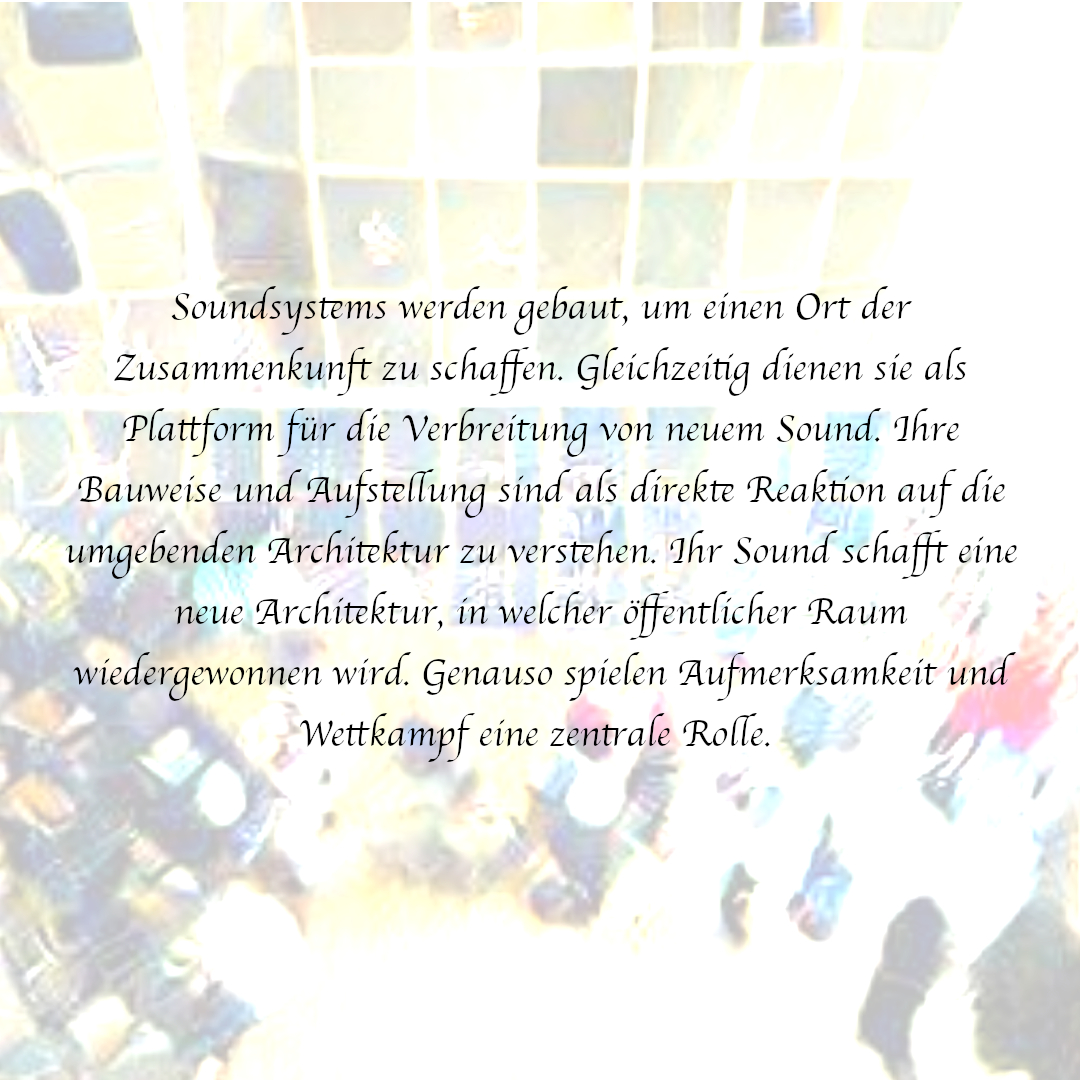 Soundsystems werden gebaut, um einen Ort der
Zusammenkunft zu schaffen. Gleichzeitig dienen sie als
Plattform für die Verbreitung von neuem Sound. Ihre
Bauweise und Aufstellung sind als direkte Reaktion auf die
umgebenden Architektur zu verstehen. Ihr Sound schafft eine
neue Architektur, in welcher öffentlicher Raum
wiedergewonnen wird. Genauso spielen Aufmerksamkeit und
Wettkampf eine zentrale Rolle.